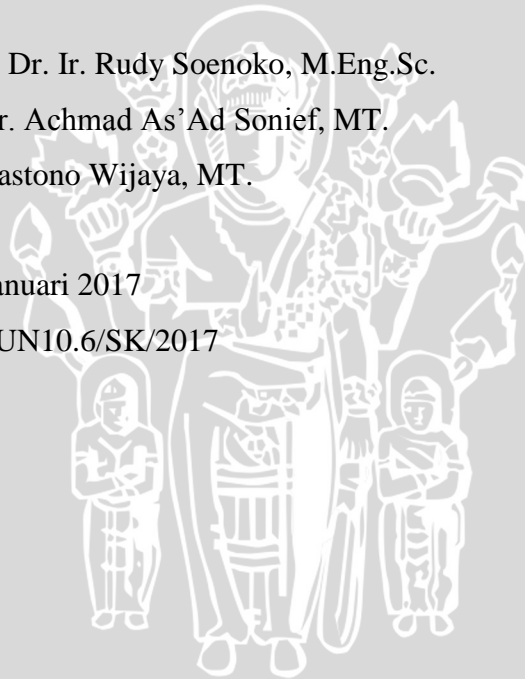 Dr. Ir. Rudy Soenoko, M.Eng.Sc.
r. Achmad As’Ad Sonief, MT.
astono Wijaya, MT.
anuari 2017
UN10.6/SK/2017